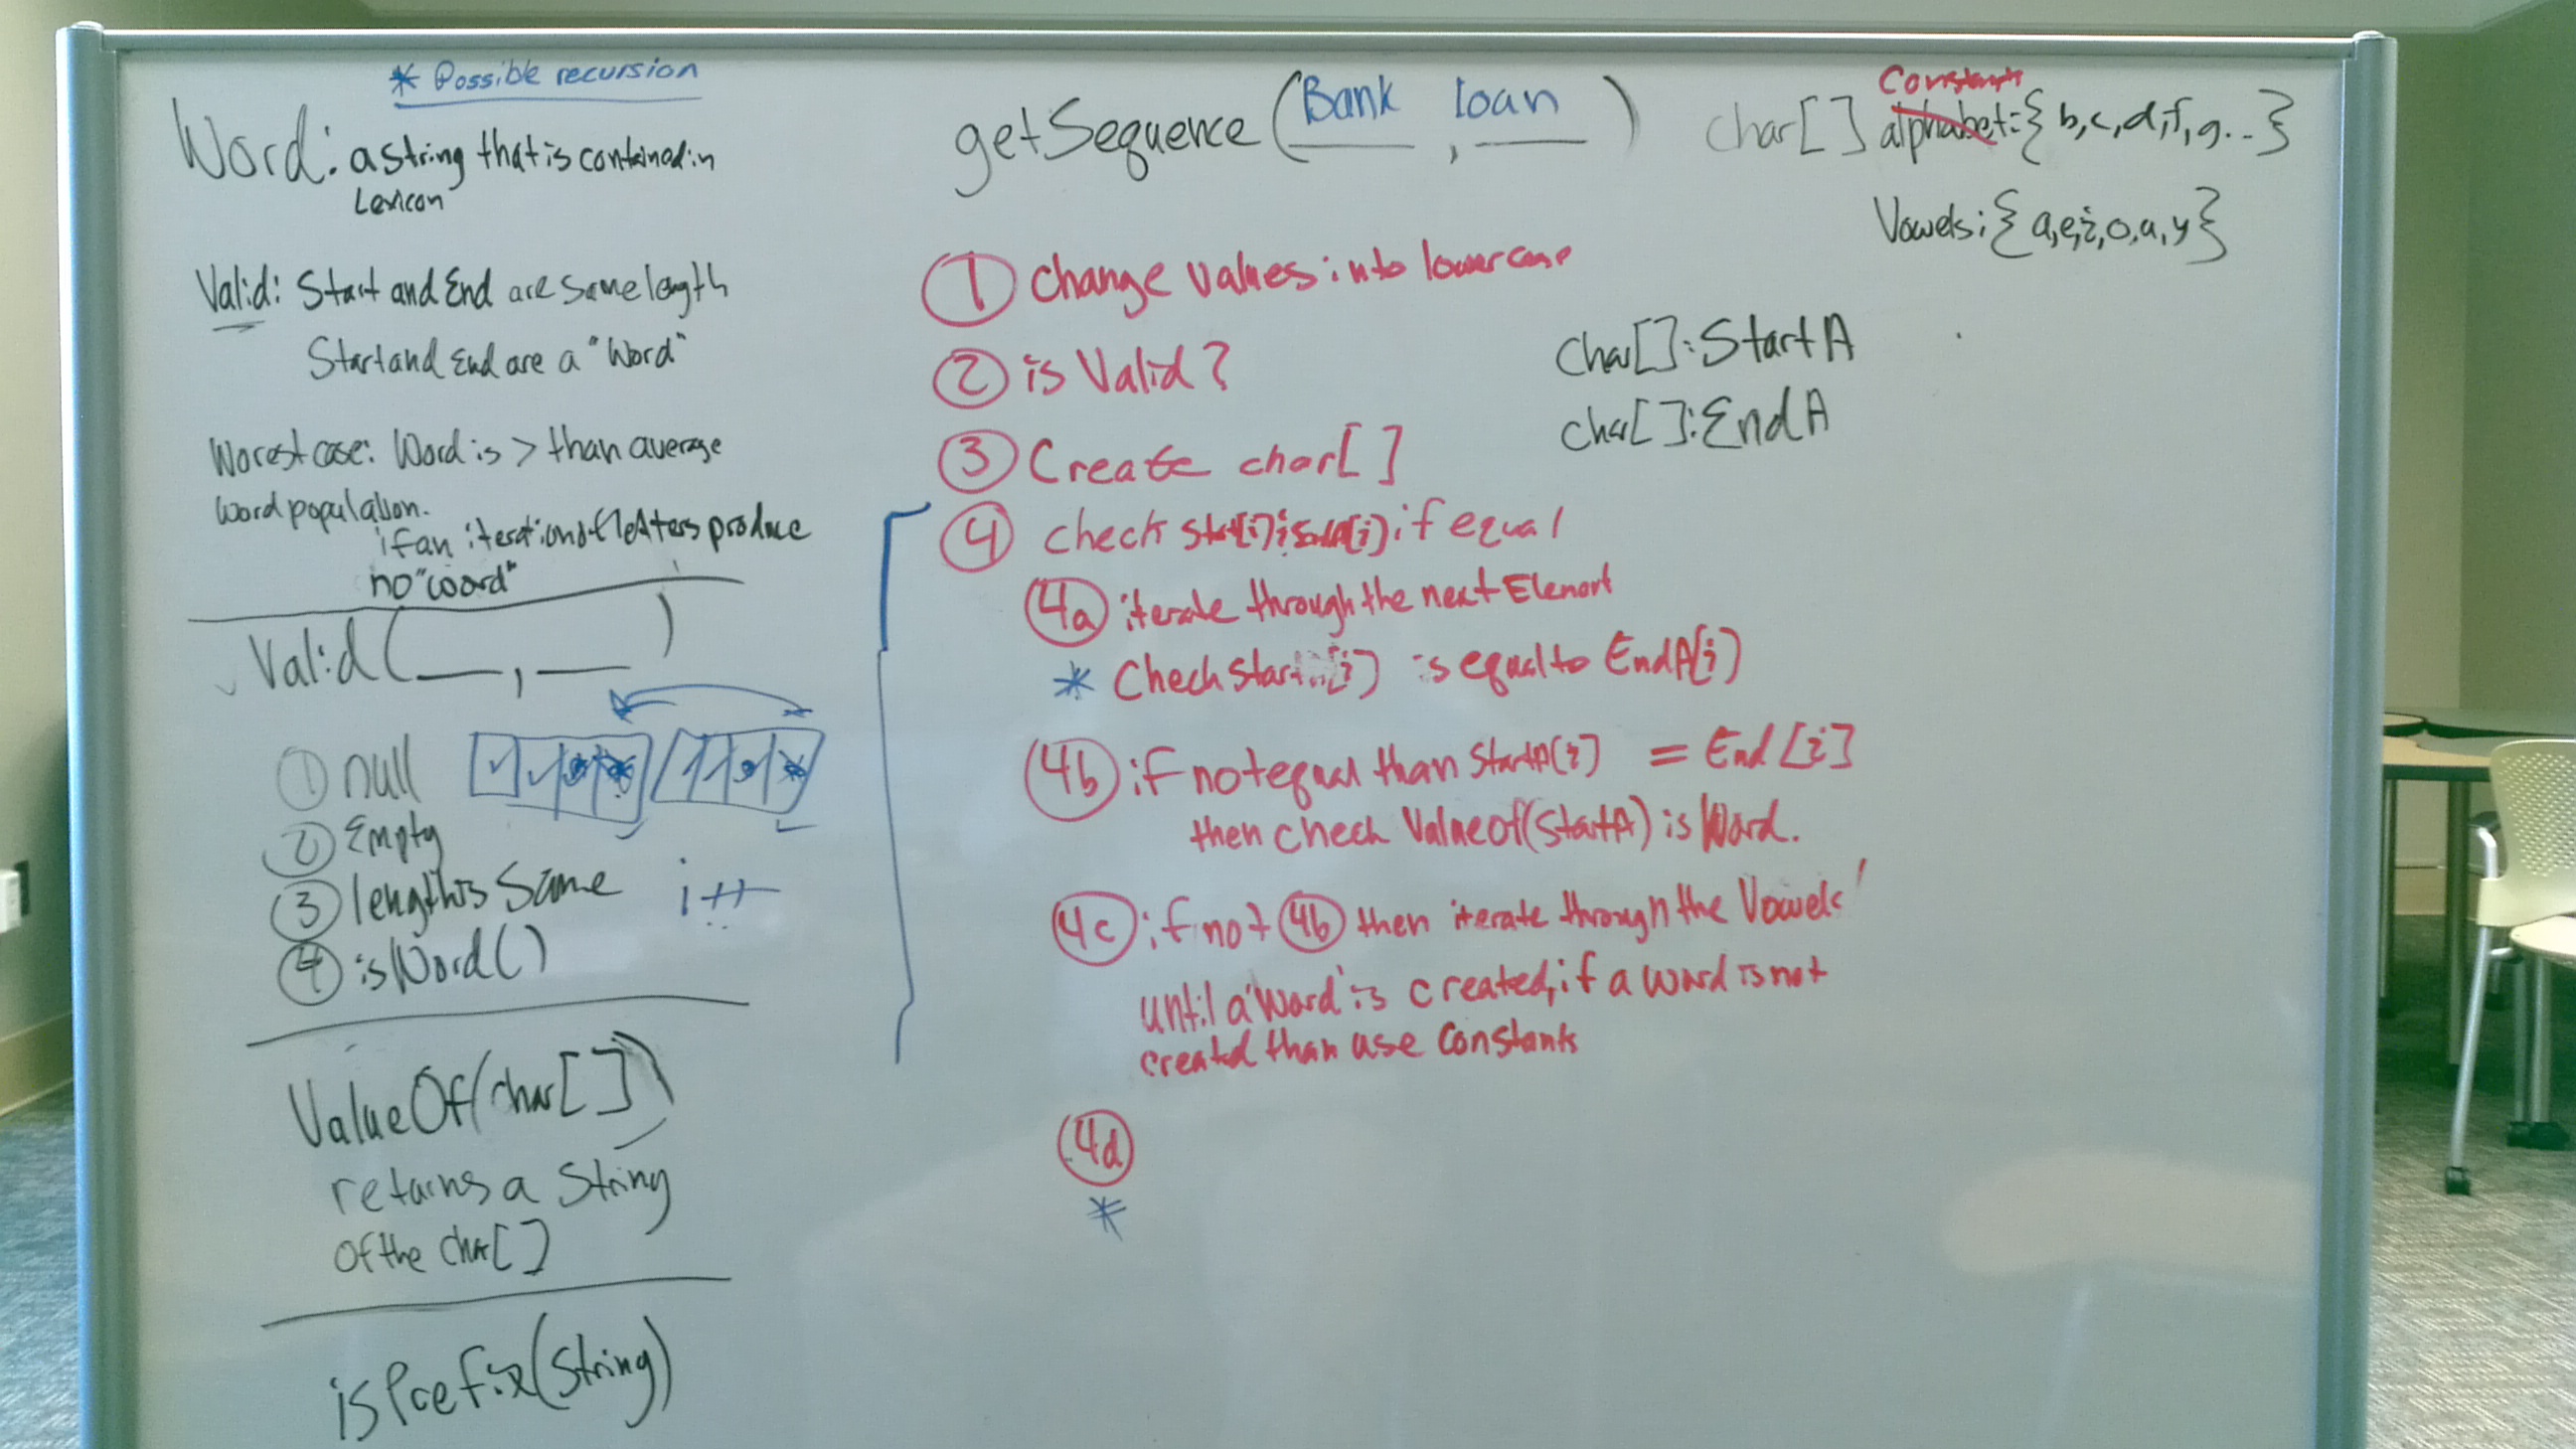 * Possible recursion
Word: a string that is contained in
Lexicon
Valid: Start and End are same length
Start and End are a "Word"
Worest case: Word is > than average
word population.
if an iteration of letters produce
no "word"
Valid( ___, ___ )
① null
② Empty
③ length is Same
④ isWord()
i++
ValueOf(char[])
returns a String
of the char[]
isPrefix(String)
getSequence( Bank , loan )
① Change values into lowercase
② is Valid?
③ Create char[]
④ check if equal
④a iterate through the next Element
* Check Start [i] is equal to EndA[i]
④b if not equal than StartA[i] = End[i]
then check Valueof(StartA) is Word.
④c if not ④b then iterate through the Vowels
until a 'Word' is created, if a word is not
created than use Constants
④d
*
Constants
char[] alphabet: { b,c,d,f,g... }
Vowels: { a,e,i,o,u,y }
Char[]: StartA
char[]: EndA